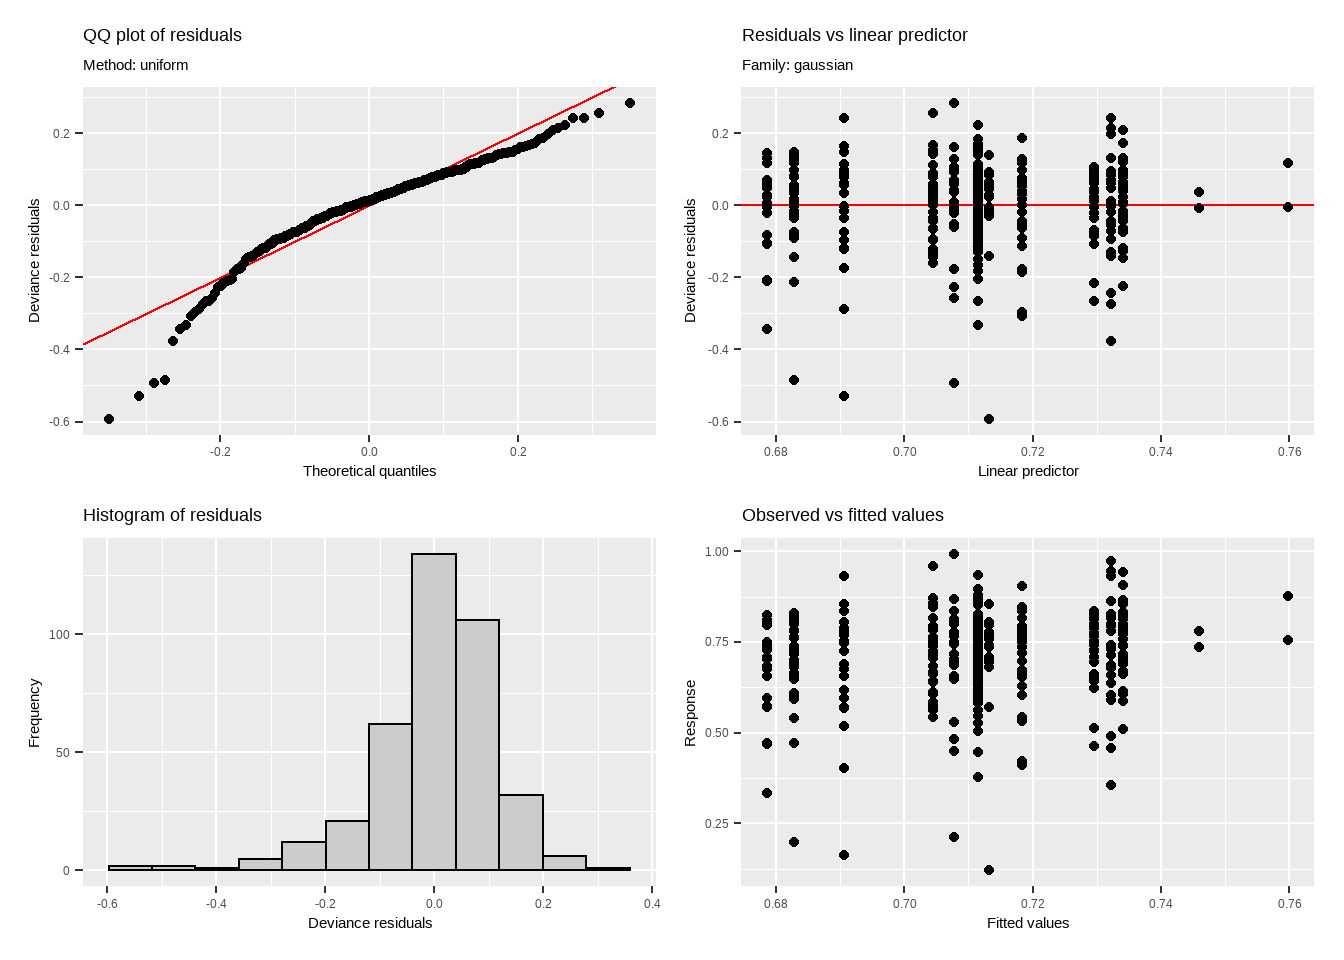 QQ plot of residuals
Method: uniform
Deviance residuals
0.2
0.0
-0.2
-0.4
-0.6
-0.2
0.0
0.2
Theoretical quantiles
Residuals vs linear predictor
Family: gaussian
Deviance residuals
0.2
0.0
-0.2
-0.4
-0.6
0.68
0.70
0.72
0.74
0.76
Linear predictor
Histogram of residuals
Frequency
100
50
0
-0.6
-0.4
-0.2
0.0
0.2
0.4
Deviance residuals
Observed vs fitted values
Response
1.00
0.75
0.50
0.25
0.68
0.70
0.72
0.74
0.76
Fitted values